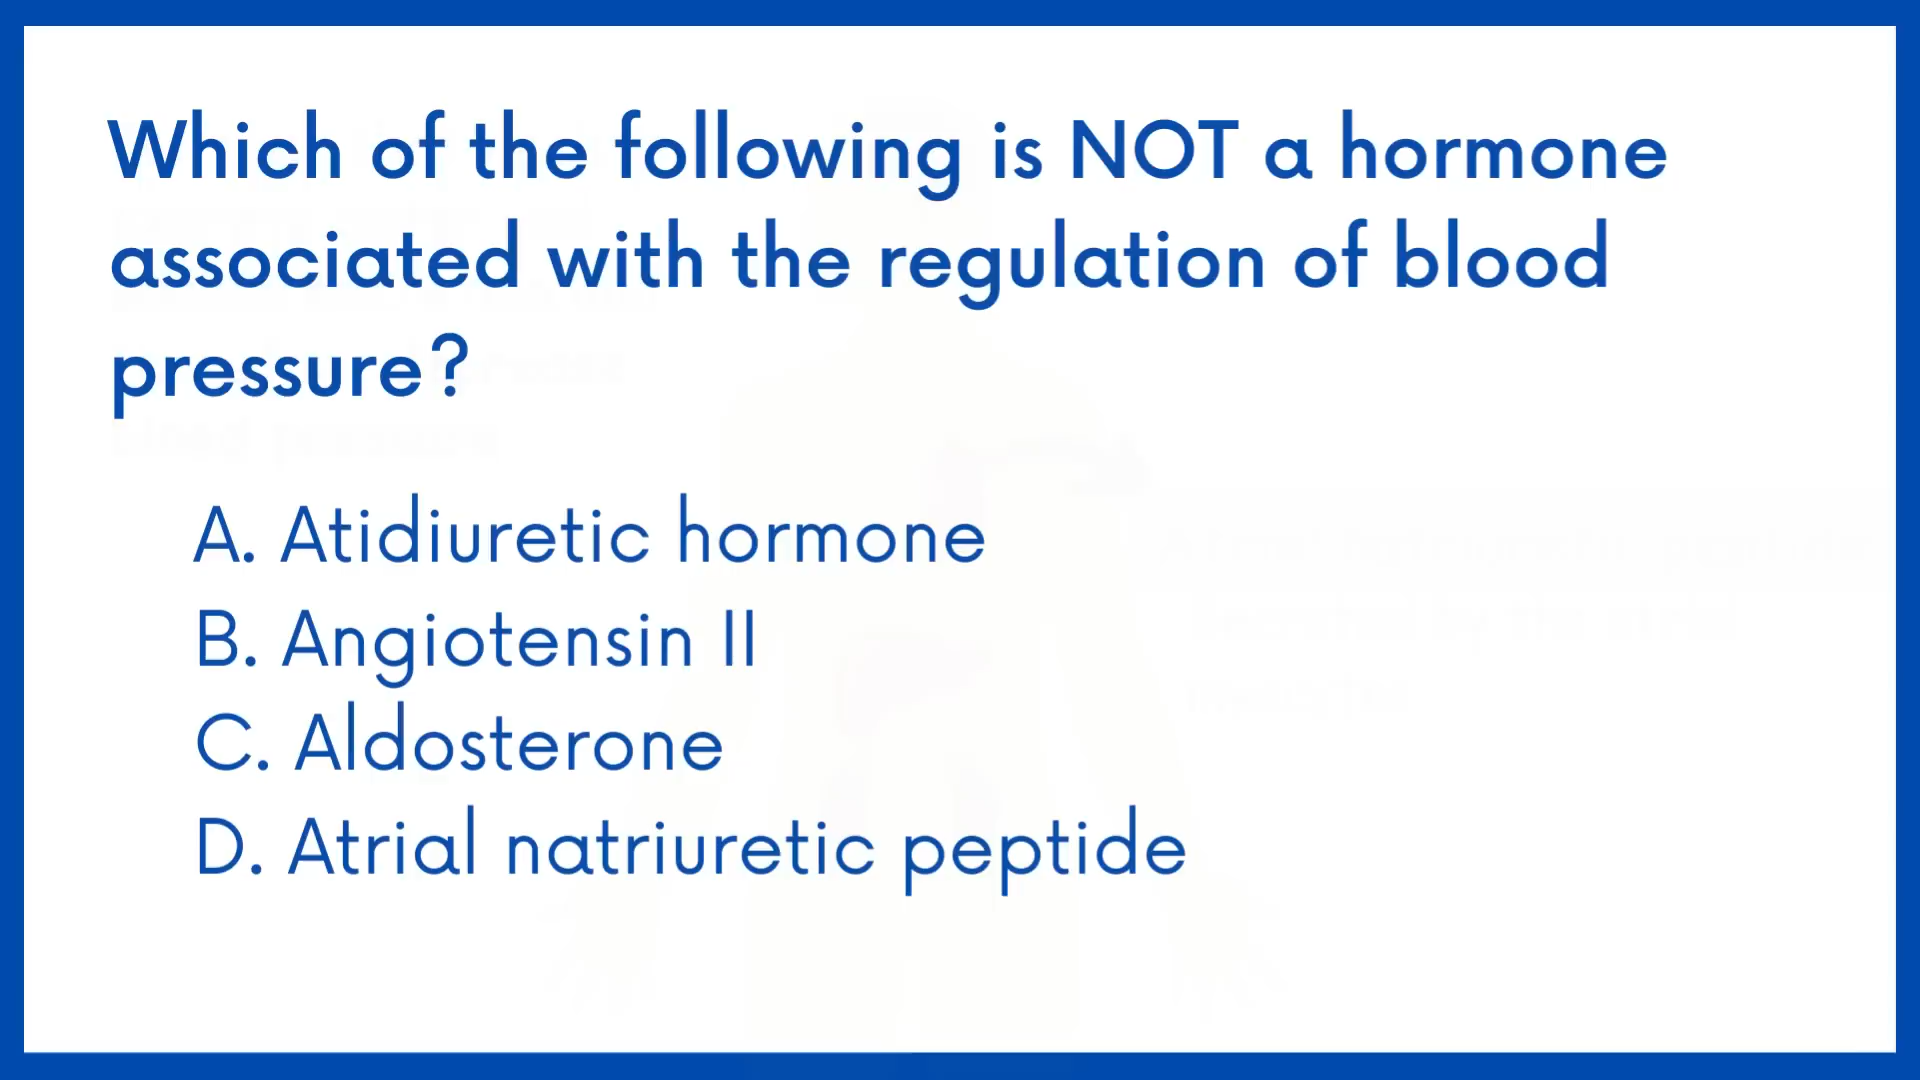 Which of the following is NOT a hormone
associated with the regulation of blood
pressure?
A. Atidiuretic hormone
B. Angiotensin II
C. Aldosterone
D. Atrial natriuretic peptide